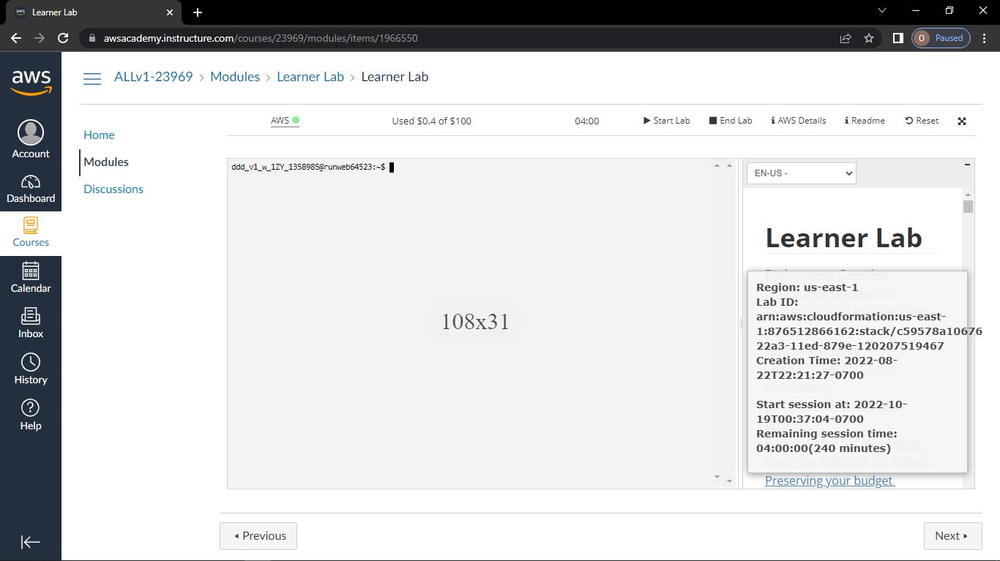 Learner Lab
awsacademy.instructure.com/courses/23969/modules/items/1966550
O Paused
aws
ALLv1-23969 > Modules > Learner Lab > Learner Lab
AWS Used $0.4 of $100 04:00 Start Lab End Lab AWS Details Readme Reset
Account
Dashboard
Courses
Calendar
Inbox
History
Help
Home
Modules
Discussions
ddd_v1_w_1ZY_1358985@runweb64523:~$
108x31
EN-US -
Learner Lab
Environment Overview
Environment Navigation
Region: us-east-1
Lab ID:
arn:aws:cloudformation:us-east-
1:876512866162:stack/c59578a10676
22a3-11ed-879e-120207519467
Creation Time: 2022-08-
22T22:21:27-0700
restrictions
Start session at: 2022-10-
19T00:37:04-0700
Remaining session time:
04:00:00(240 minutes)
Using the AWS SDK for Python
Preserving your budget
Previous
Next